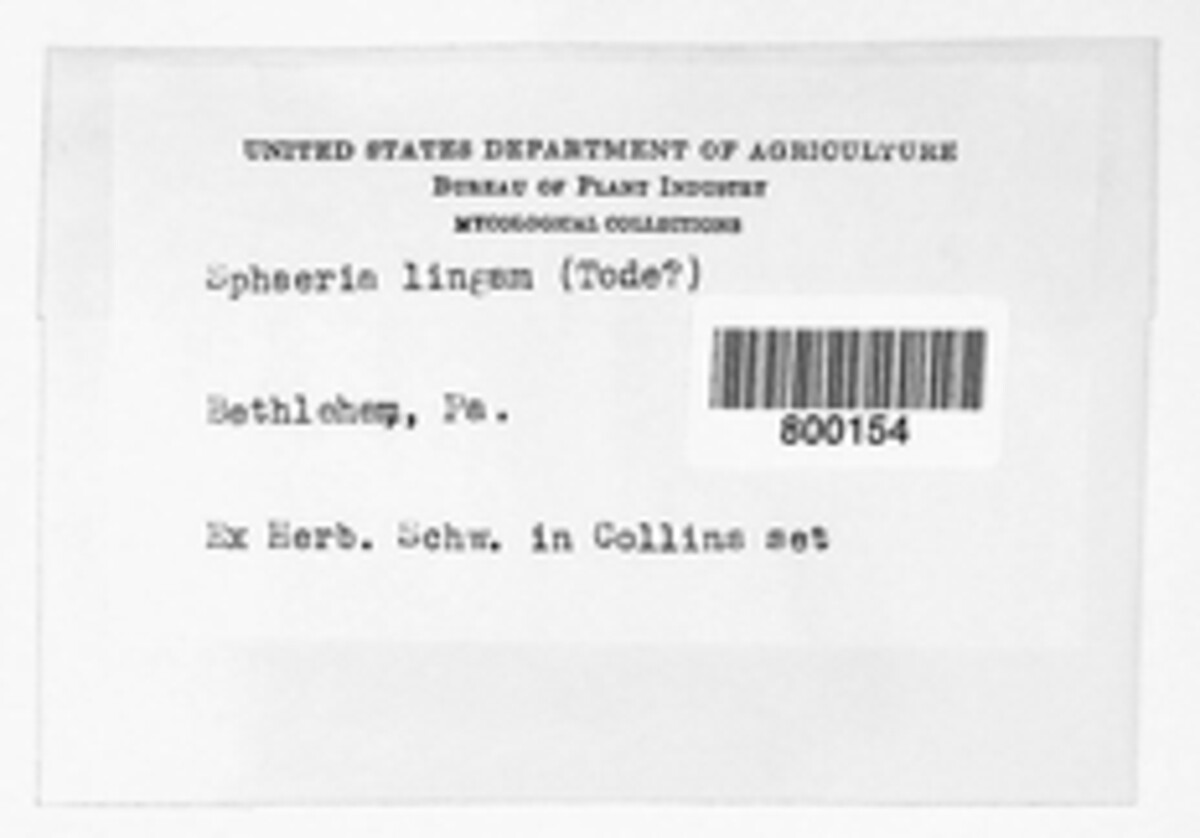 UNITED STATES DEPARTMENT OF AGRICULTURE
BUREAU OF PLANT INDUSTRY
MYCOLOGICAL COLLECTIONS
Sphaeria lingam (Tode?)
800154
Bethlehem, Pa.
Ex Herb. Schw. in Collins set